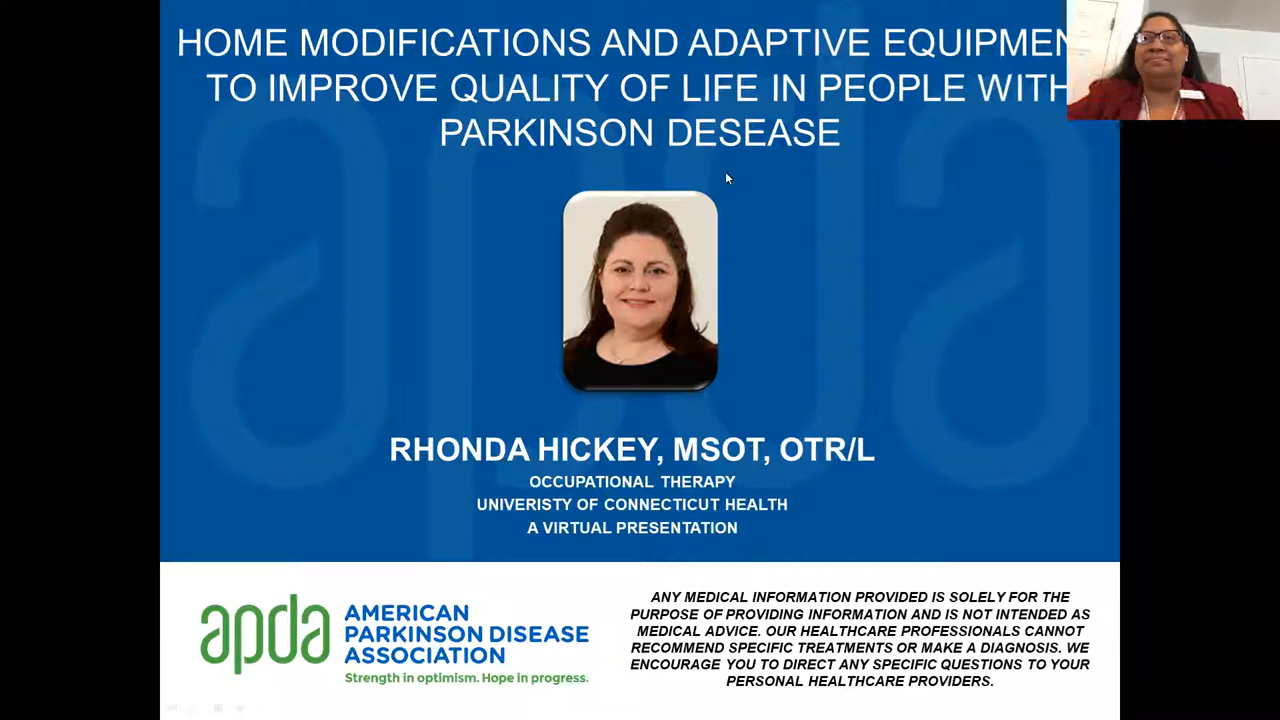 HOME MODIFICATIONS AND ADAPTIVE EQUIPMEN
TO IMPROVE QUALITY OF LIFE IN PEOPLE WITH
PARKINSON DESEASE
RHONDA HICKEY, MSOT, OTR/L
OCCUPATIONAL THERAPY
UNIVERISTY OF CONNECTICUT HEALTH
A VIRTUAL PRESENTATION
apda
AMERICAN
PARKINSON DISEASE
ASSOCIATION
Strength in optimism. Hope in progress.
ANY MEDICAL INFORMATION PROVIDED IS SOLELY FOR THE
PURPOSE OF PROVIDING INFORMATION AND IS NOT INTENDED AS
MEDICAL ADVICE. OUR HEALTHCARE PROFESSIONALS CANNOT
RECOMMEND SPECIFIC TREATMENTS OR MAKE A DIAGNOSIS. WE
ENCOURAGE YOU TO DIRECT ANY SPECIFIC QUESTIONS TO YOUR
PERSONAL HEALTHCARE PROVIDERS.